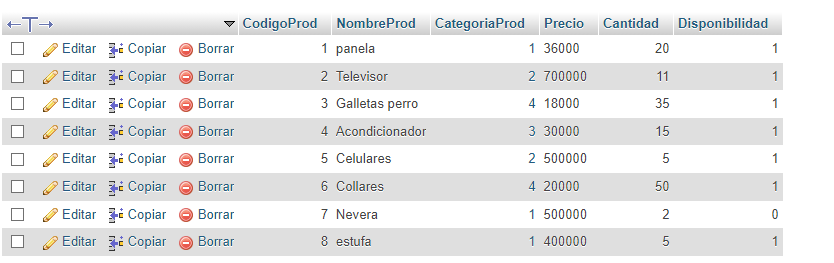 ←T→ CodigoProd NombreProd CategoriaProd Precio Cantidad Disponibilidad
Editar Copiar Borrar 1 panela 1 36000 20 1
Editar Copiar Borrar 2 Televisor 2 700000 11 1
Editar Copiar Borrar 3 Galletas perro 4 18000 35 1
Editar Copiar Borrar 4 Acondicionador 3 30000 15 1
Editar Copiar Borrar 5 Celulares 2 500000 5 1
Editar Copiar Borrar 6 Collares 4 20000 50 1
Editar Copiar Borrar 7 Nevera 1 500000 2 0
Editar Copiar Borrar 8 estufa 1 400000 5 1